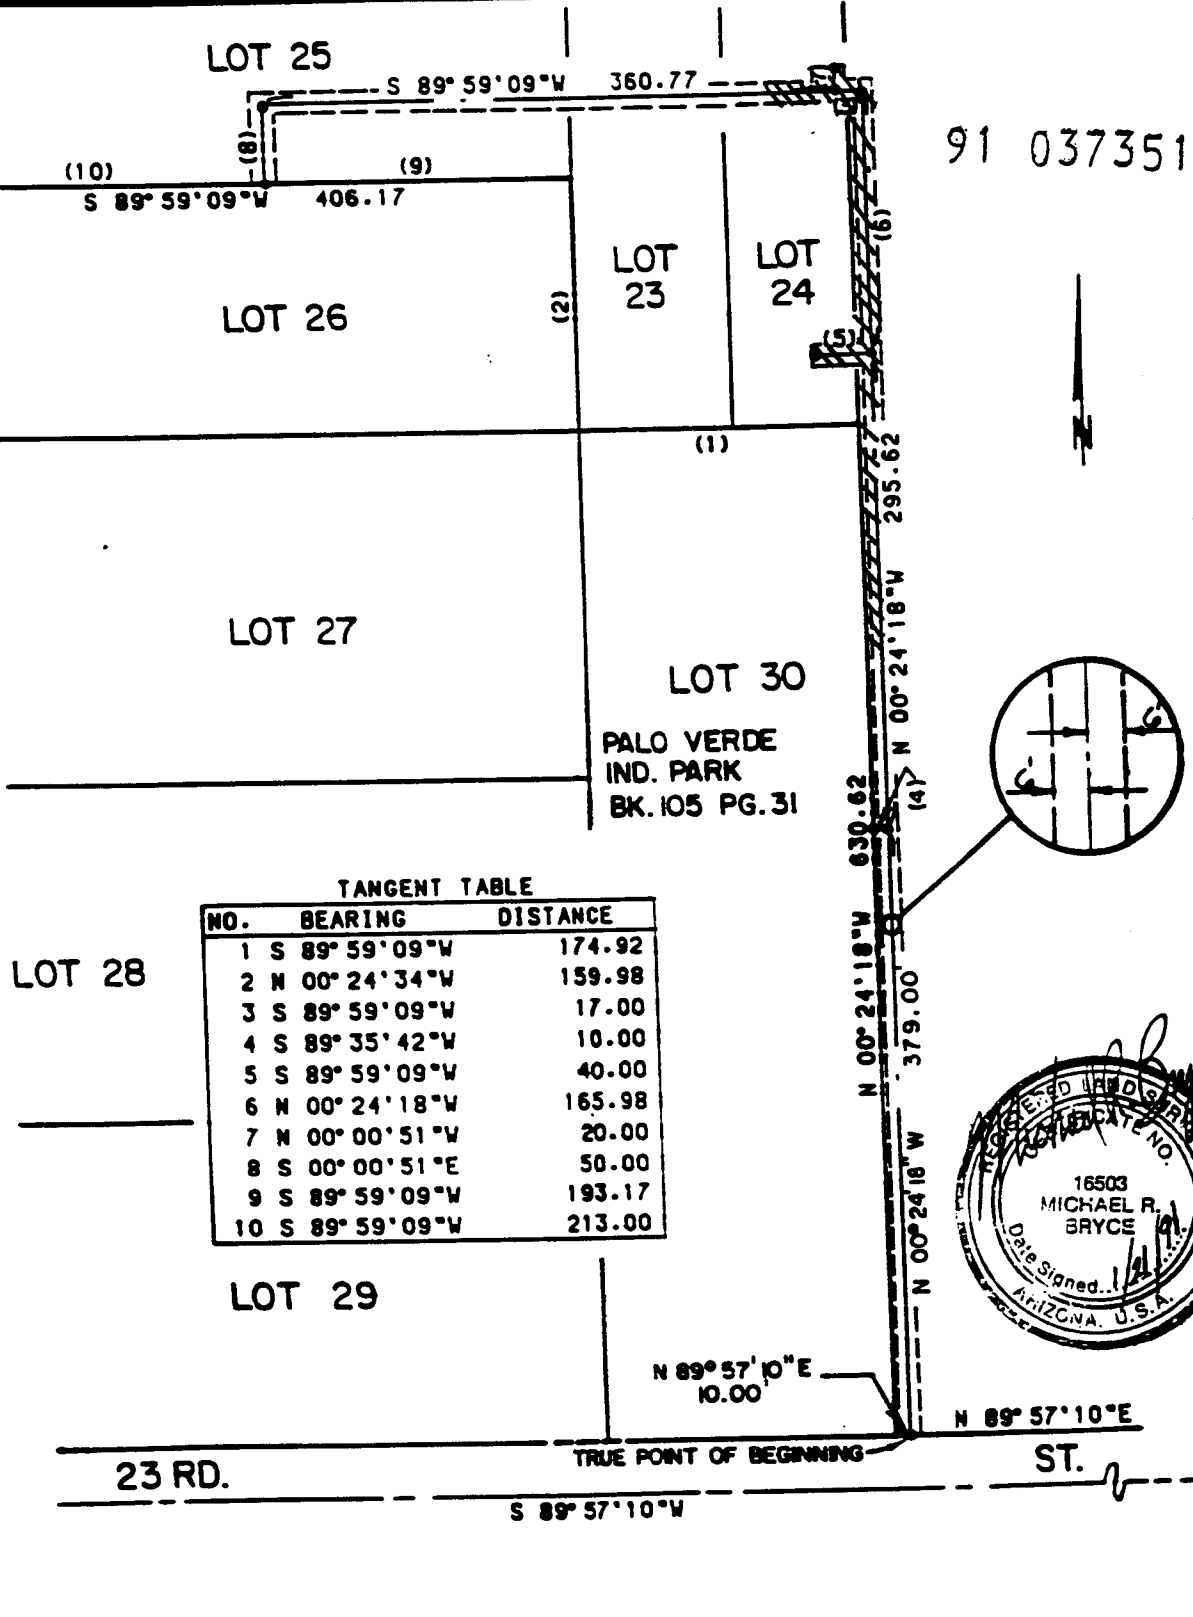 LOT 25
S 89°59'09"W 360.77
91 037351
(8)
(10)
(9)
S 89°59'09"W 406.17
(6)
LOT
23
LOT
24
(2)
LOT 26
(5)
(1)
295.62
N
N 00°24'18"W
LOT 27
LOT 30
6'
6'
PALO VERDE
IND. PARK
BK.105 PG.31
630.62
(4)
N 00°24'18"W
379.00'
TANGENT TABLE
NO. BEARING DISTANCE
1 S 89°59'09"W 174.92
2 N 00°24'34"W 159.98
3 S 89°59'09"W 17.00
4 S 89°35'42"W 10.00
5 S 89°59'09"W 40.00
6 N 00°24'18"W 165.98
7 N 00°00'51"W 20.00
8 S 00°00'51"E 50.00
9 S 89°59'09"W 193.17
10 S 89°59'09"W 213.00
LOT 28
N 00°24'18"W
REGISTERED LAND SUR
CERTIFICATE NO.
16503
MICHAEL R.
BRYCE
Date Signed
ARIZONA, U.S.A.
LOT 29
N 89°57'10"E
10.00'
N 89°57'10"E
TRUE POINT OF BEGINNING
23 RD. ST.
S 89°57'10"W